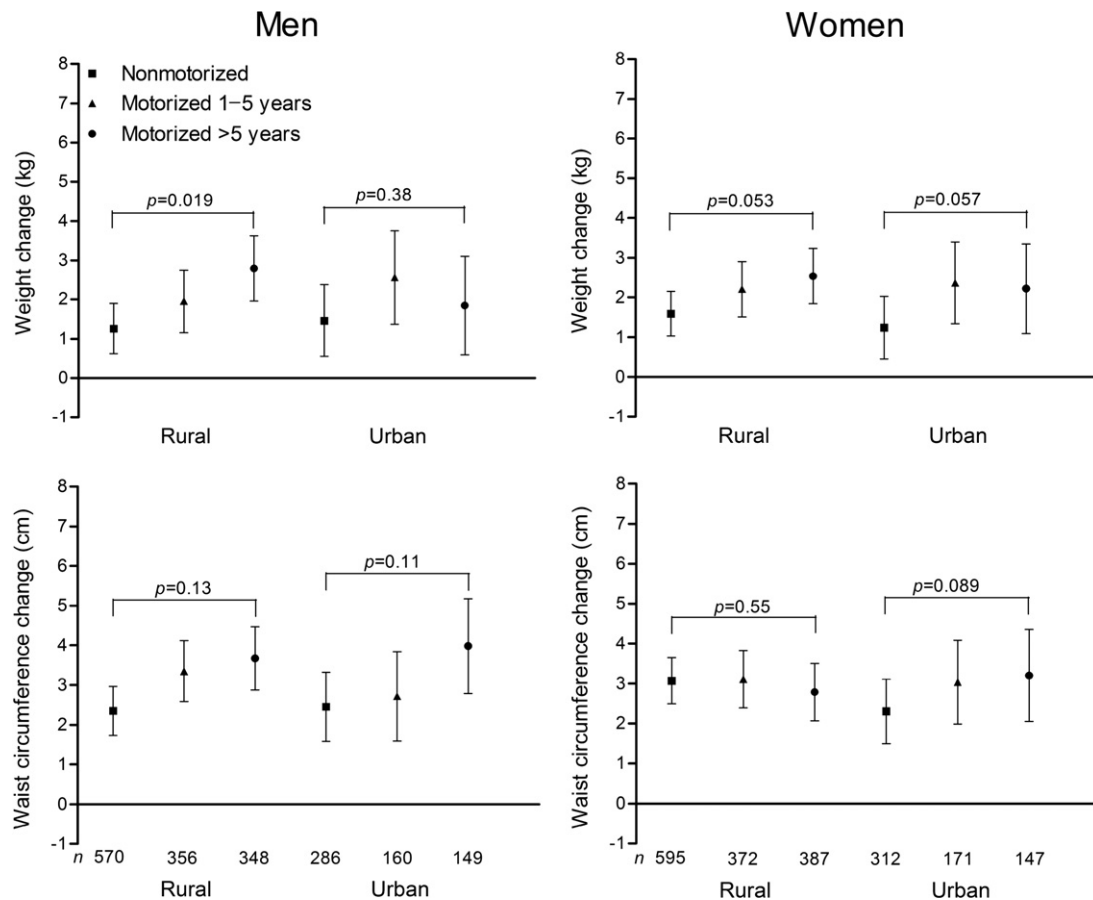 Men
Women
8
7
6
5
4
3
2
1
0
-1
Weight change (kg)
Nonmotorized
Motorized 1–5 years
Motorized >5 years
p=0.019
p=0.38
Rural
Urban
8
7
6
5
4
3
2
1
0
-1
Weight change (kg)
p=0.053
p=0.057
Rural
Urban
8
7
6
5
4
3
2
1
0
-1
Waist circumference change (cm)
p=0.13
p=0.11
n 570 356 348 286 160 149
Rural
Urban
8
7
6
5
4
3
2
1
0
-1
Waist circumference change (cm)
p=0.55
p=0.089
n 595 372 387 312 171 147
Rural
Urban